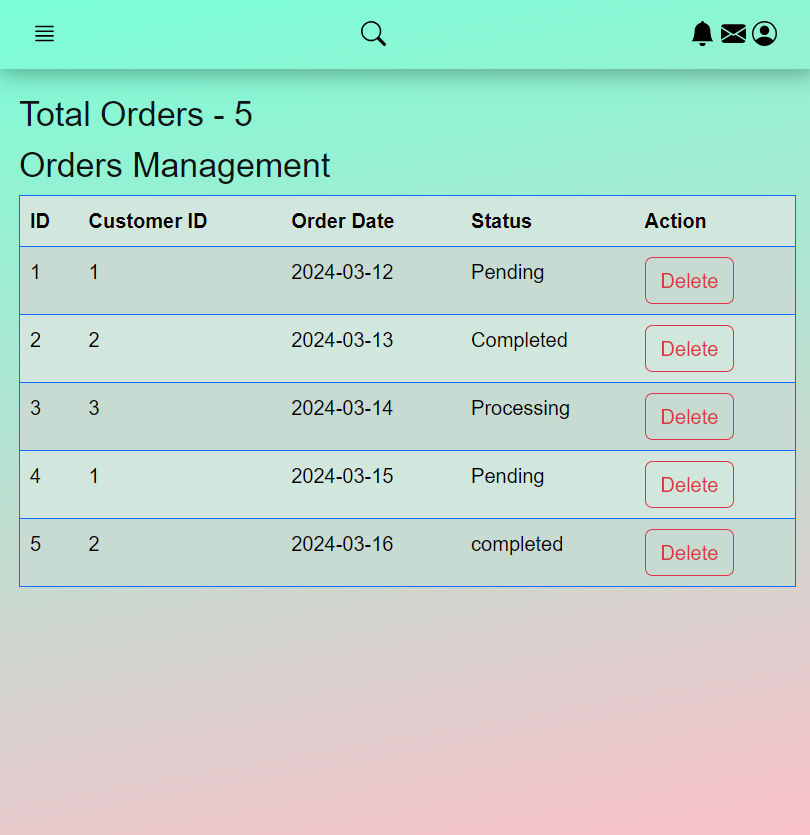 Total Orders - 5
Orders Management
ID Customer ID Order Date Status Action
1 1 2024-03-12 Pending Delete
2 2 2024-03-13 Completed Delete
3 3 2024-03-14 Processing Delete
4 1 2024-03-15 Pending Delete
5 2 2024-03-16 completed Delete